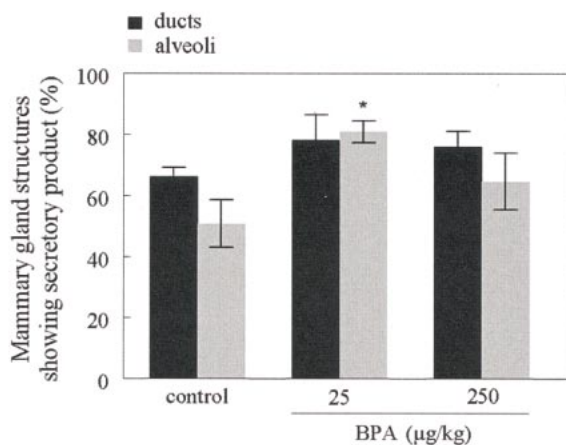 ducts
alveoli
Mammary gland structures
showing secretory product (%)
100
80
60
40
20
0
*
control
25
250
BPA (µg/kg)